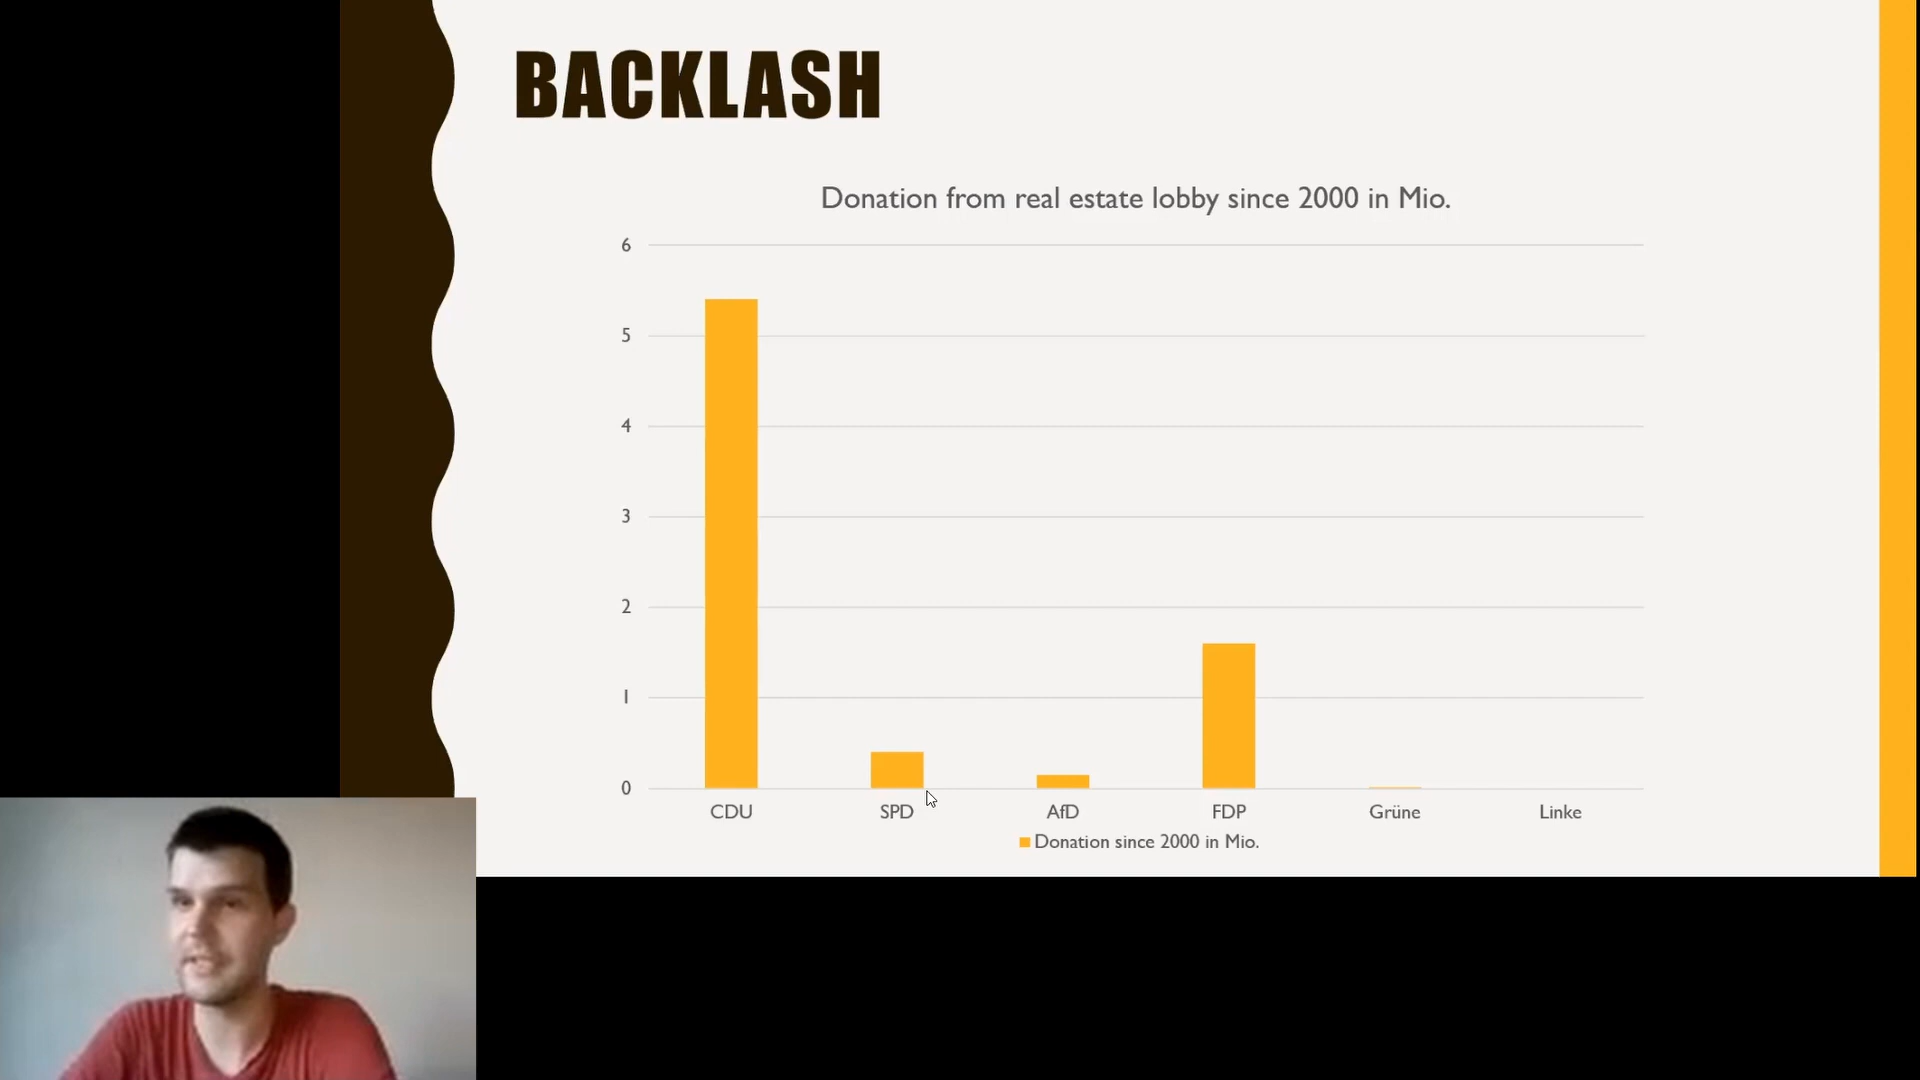 BACKLASH
Donation from real estate lobby since 2000 in Mio.
6
5
4
3
2
1
0
CDU SPD AfD FDP Grüne Linke
Donation since 2000 in Mio.